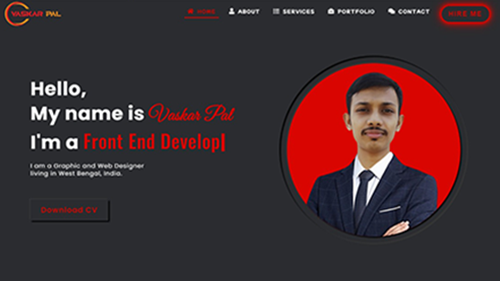 VASKAR PAL
HOME ABOUT SERVICES PORTFOLIO CONTACT HIRE ME
Hello,
My name is Vaskar Pal
I'm a Front End Develop|
I am a Graphic and Web Designer
living in West Bengal, India.
Download CV